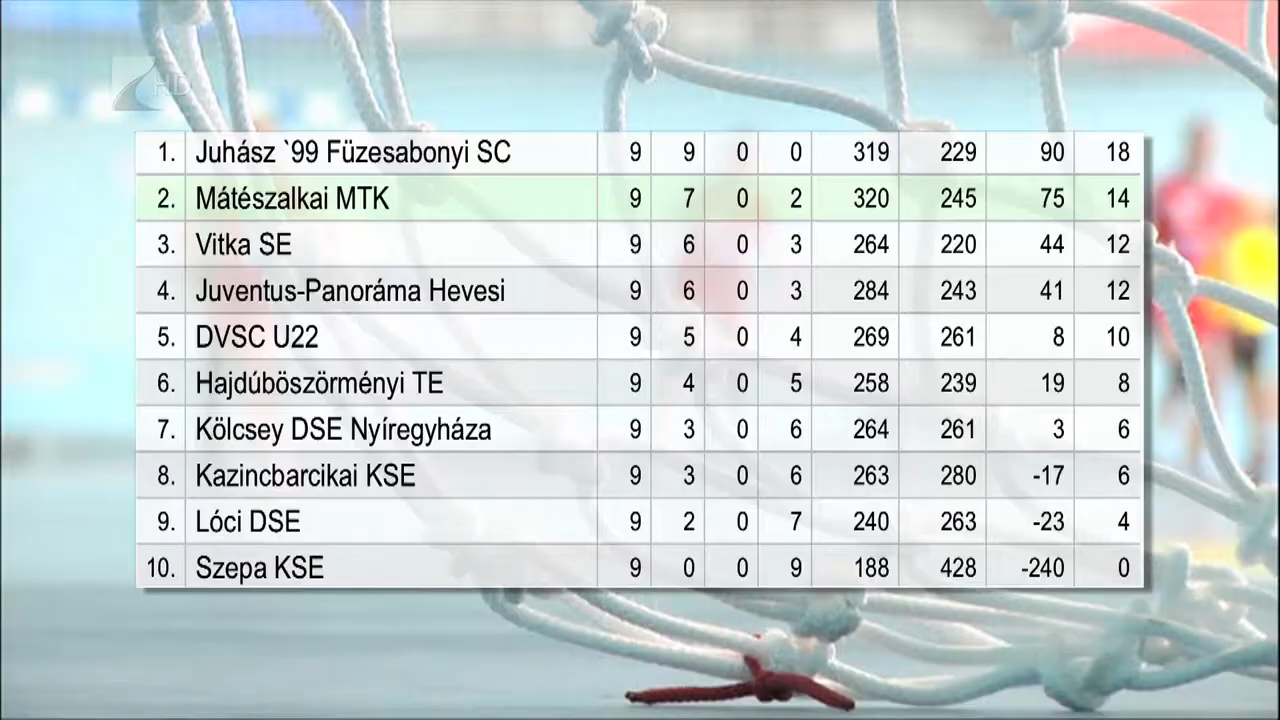 HD
1. Juhász `99 Füzesabonyi SC 9 9 0 0 319 229 90 18
2. Mátészalkai MTK 9 7 0 2 320 245 75 14
3. Vitka SE 9 6 0 3 264 220 44 12
4. Juventus-Panoráma Hevesi 9 6 0 3 284 243 41 12
5. DVSC U22 9 5 0 4 269 261 8 10
6. Hajdúböszörményi TE 9 4 0 5 258 239 19 8
7. Kölcsey DSE Nyíregyháza 9 3 0 6 264 261 3 6
8. Kazincbarcikai KSE 9 3 0 6 263 280 -17 6
9. Lóci DSE 9 2 0 7 240 263 -23 4
10. Szepa KSE 9 0 0 9 188 428 -240 0